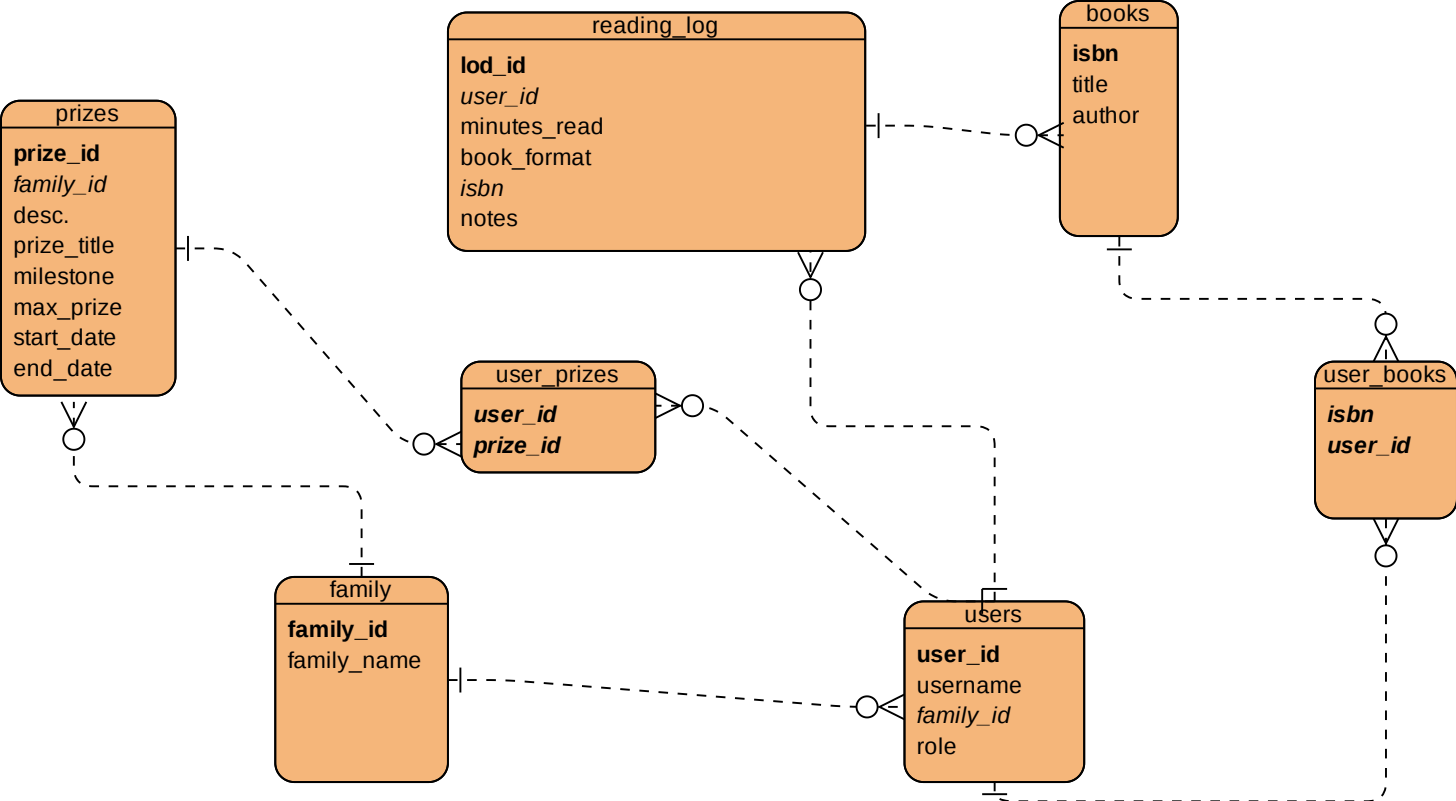 reading_log
lod_id
user_id
minutes_read
book_format
isbn
notes
books
isbn
title
author
prizes
prize_id
family_id
desc.
prize_title
milestone
max_prize
start_date
end_date
user_prizes
user_id
prize_id
user_books
isbn
user_id
family
family_id
family_name
users
user_id
username
family_id
role